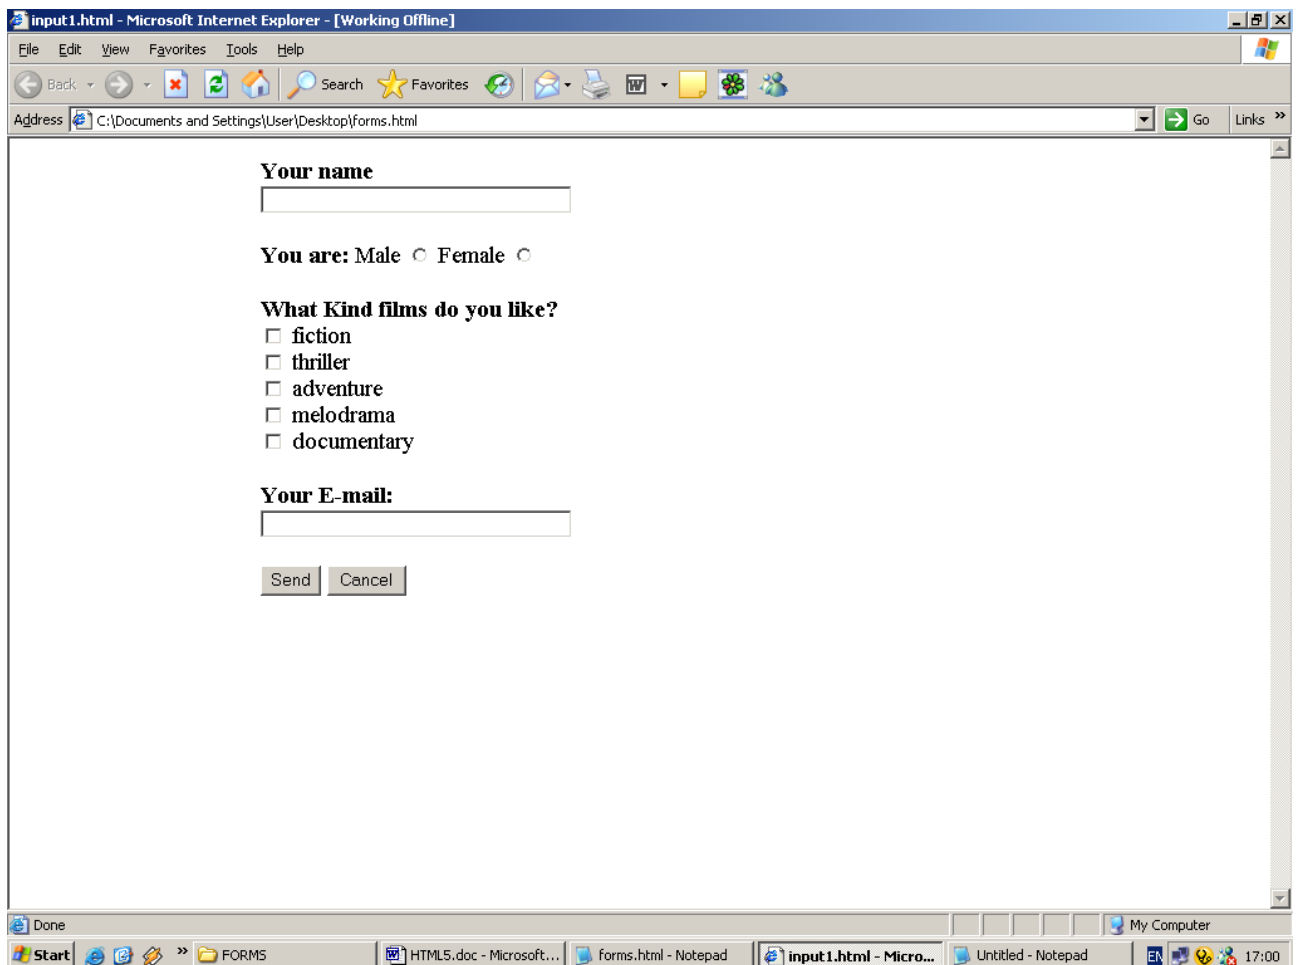 input1.html - Microsoft Internet Explorer - [Working Offline]
File Edit View Favorites Tools Help
Back Search Favorites
Address C:\Documents and Settings\User\Desktop\forms.html Go Links »
Your name
You are: Male Female
What Kind films do you like?
fiction
thriller
adventure
melodrama
documentary
Your E-mail:
Send Cancel
Done My Computer
Start » FORMS HTML5.doc - Microsoft... forms.html - Notepad input1.html - Micro... Untitled - Notepad EN 17:00